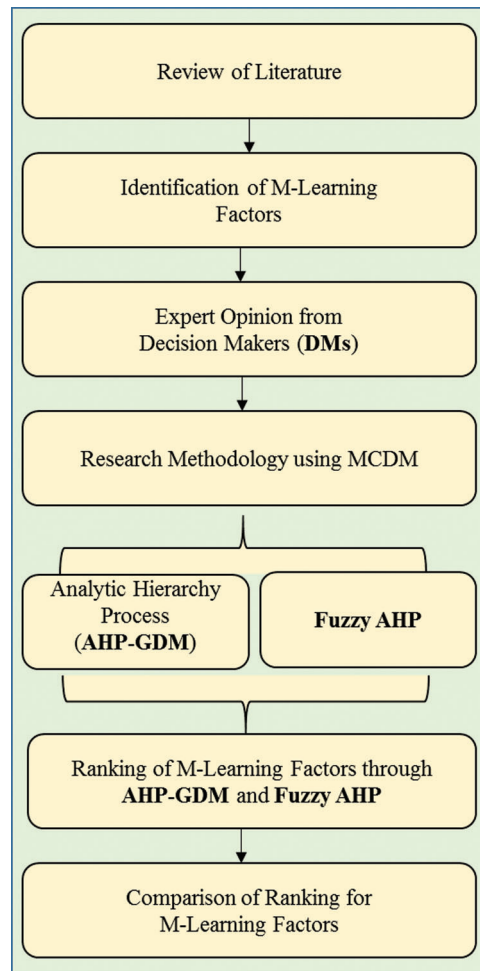 Review of Literature
Identification of M-Learning
Factors
Expert Opinion from
Decision Makers (DMs)
Research Methodology using MCDM
Analytic Hierarchy
Process
(AHP-GDM)
Fuzzy AHP
Ranking of M-Learning Factors through
AHP-GDM and Fuzzy AHP
Comparison of Ranking for
M-Learning Factors